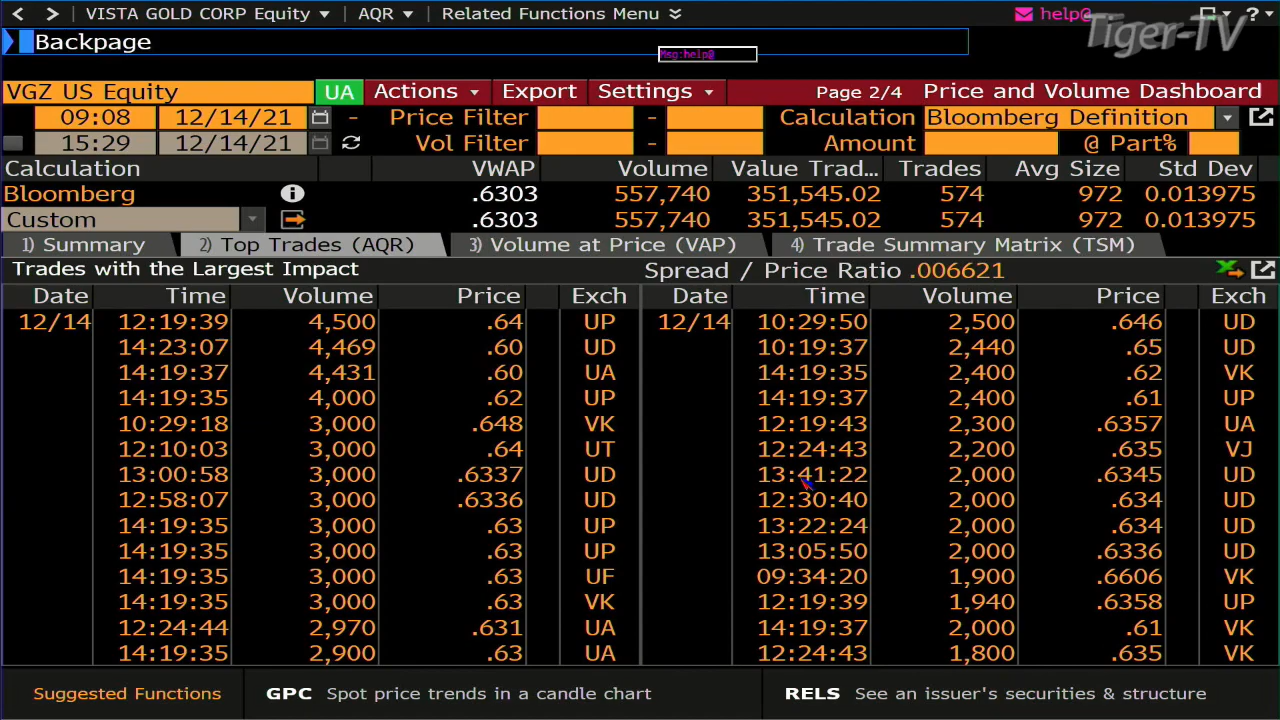 < > VISTA GOLD CORP Equity ▾ AQR ▾ Related Functions Menu help@ ? ▾
Tiger-TV
Backpage
Msg:help@
VGZ US Equity UA Actions Export Settings Page 2/4 Price and Volume Dashboard
09:08 12/14/21 - Price Filter - Calculation Bloomberg Definition
15:29 12/14/21 Vol Filter - Amount @ Part%
Calculation VWAP Volume Value Trad... Trades Avg Size Std Dev
Bloomberg .6303 557,740 351,545.02 574 972 0.013975
Custom .6303 557,740 351,545.02 574 972 0.013975
1) Summary 2) Top Trades (AQR) 3) Volume at Price (VAP) 4) Trade Summary Matrix (TSM)
Trades with the Largest Impact Spread / Price Ratio .006621
Date Time Volume Price Exch Date Time Volume Price Exch
12/14 12:19:39 4,500 .64 UP 12/14 10:29:50 2,500 .646 UD
14:23:07 4,469 .60 UD 10:19:37 2,440 .65 UD
14:19:37 4,431 .60 UA 14:19:35 2,400 .62 VK
14:19:35 4,000 .62 UP 14:19:37 2,400 .61 UP
10:29:18 3,000 .648 VK 12:19:43 2,300 .6357 UA
12:10:03 3,000 .64 UT 12:24:43 2,200 .635 VJ
13:00:58 3,000 .6337 UD 13:41:22 2,000 .6345 UD
12:58:07 3,000 .6336 UD 12:30:40 2,000 .634 UD
14:19:35 3,000 .63 UP 13:22:24 2,000 .634 UD
14:19:35 3,000 .63 UP 13:05:50 2,000 .6336 UD
14:19:35 3,000 .63 UF 09:34:20 1,900 .6606 VK
14:19:35 3,000 .63 VK 12:19:39 1,940 .6358 UP
12:24:44 2,970 .631 UA 14:19:37 2,000 .61 VK
14:19:35 2,900 .63 UA 12:24:43 1,800 .635 VK
Suggested Functions GPC Spot price trends in a candle chart RELS See an issuer's securities & structure